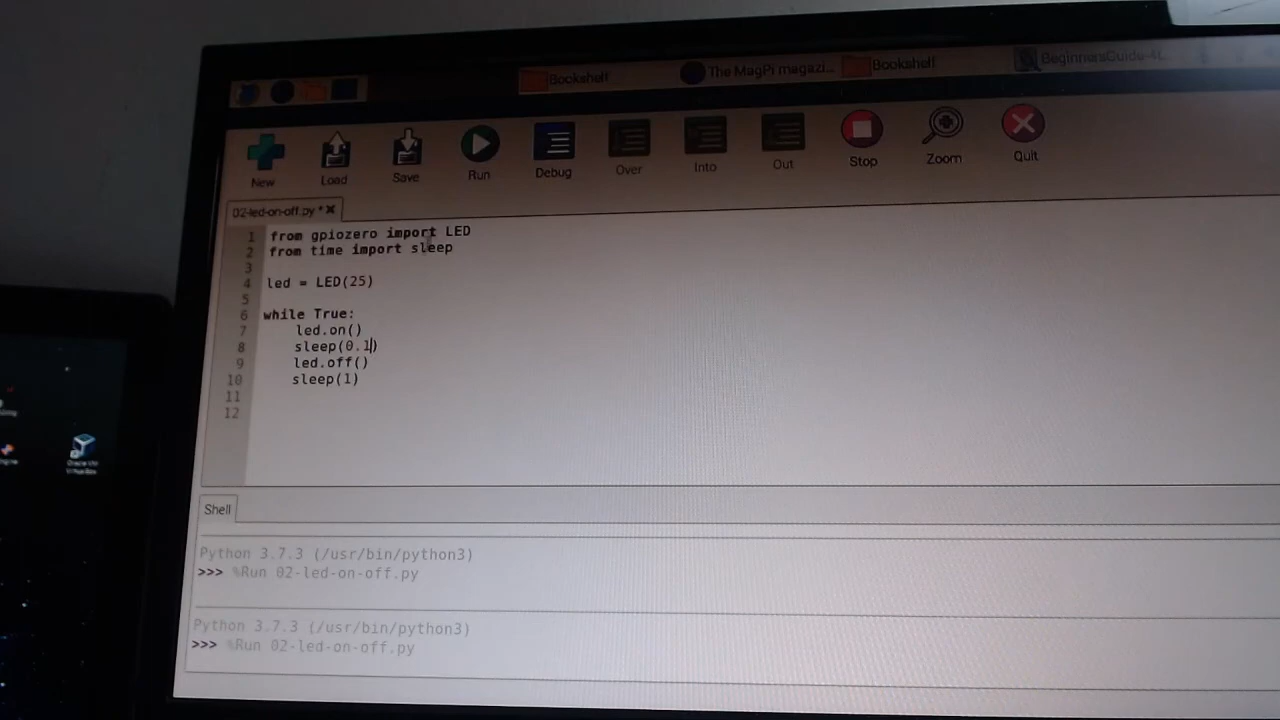 Bookshelf The MagPi magazi... Bookshelf BeginnersGuide-4t...
New Load Save Run Debug Over Into Out Stop Zoom Quit
02-led-on-off.py * ✖
1 from gpiozero import LED
2 from time import sleep
3
4 led = LED(25)
5
6 while True:
7 led.on()
8 sleep(0.1)
9 led.off()
10 sleep(1)
11
12
Shell
Python 3.7.3 (/usr/bin/python3)
>>> %Run 02-led-on-off.py
Python 3.7.3 (/usr/bin/python3)
>>> %Run 02-led-on-off.py